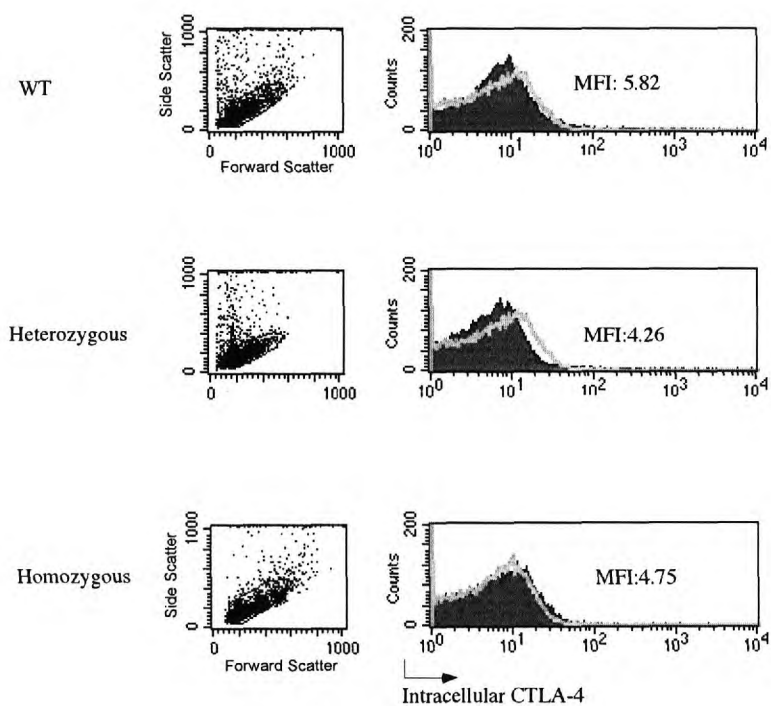 WT
Side Scatter
1000
0
0
1000
Forward Scatter
Counts
200
0
MFI: 5.82
10^0 10^1 10^2 10^3 10^4
Heterozygous
1000
0
0
1000
Counts
200
0
MFI:4.26
10^0 10^1 10^2 10^3 10^4
Homozygous
Side Scatter
1000
0
0
1000
Forward Scatter
Counts
200
0
MFI:4.75
10^0 10^1 10^2 10^3 10^4
Intracellular CTLA-4